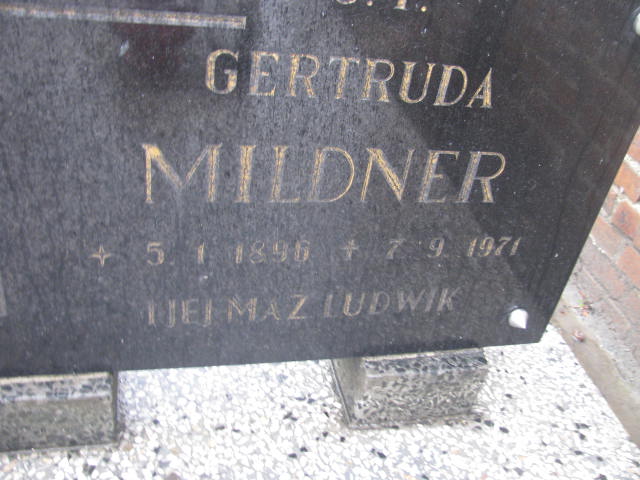 Ś. P.
GERTRUDA
MILDNER
+ 5. 1 1896 + 7. 9. 1971
I JEJ MĄŻ LUDWIK